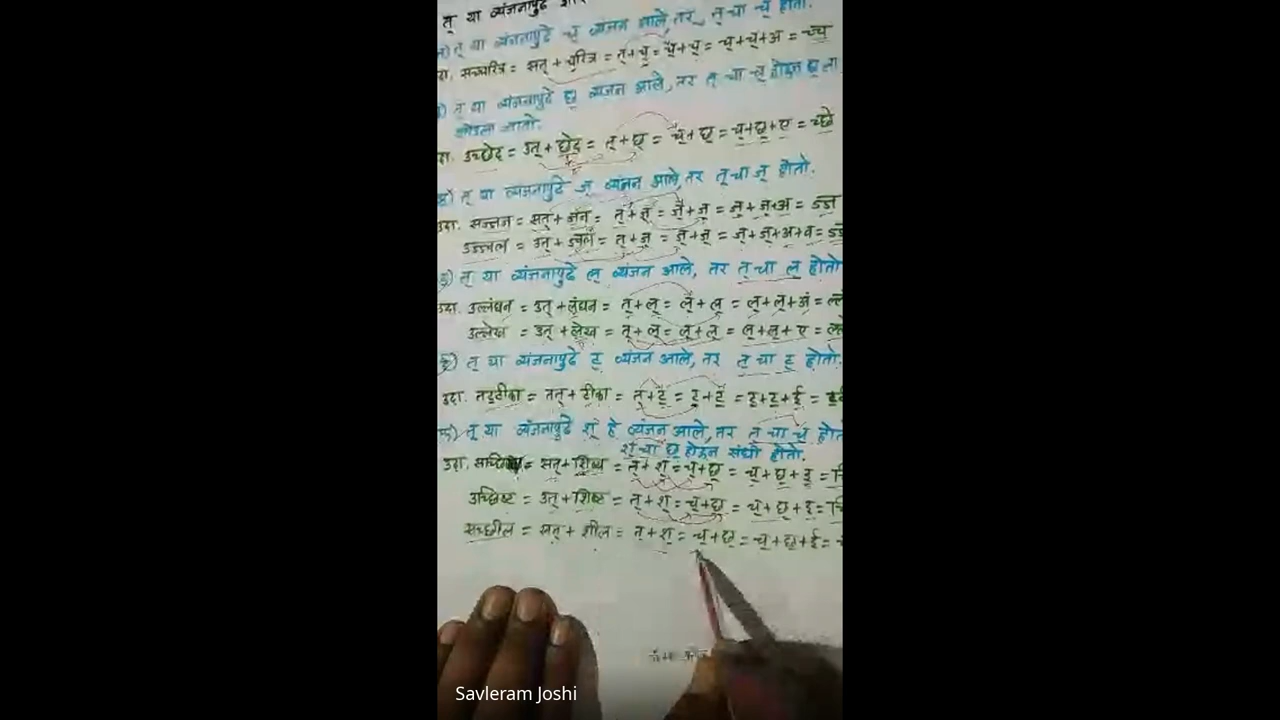 त् या व्यंजनापुढे
त् या व्यंजनापुढे च् व्यंजन आले, तर त् चा च् होतो.
उदा. सच्चरित्र = सत् + चरित्र = त् + च् = च् + च् = च् + च् + अ = च्च
त् या व्यंजनापुढे छ् व्यंजन आले, तर त् चा च् होऊन छ् ला
जोडला जातो.
उदा. उच्छेद = उत् + छेद = त् + छ् = च् + छ् = च् + छ् + ए = च्छे
त् या व्यंजनापुढे ज् व्यंजन आले, तर त् चा ज् होतो.
उदा. सज्जन = सत् + जन = त् + ज् = ज् + ज् = ज् + ज् + अ = ज्ज
उज्ज्वल = उत् + ज्वल = त् + ज् = ज् + ज् = ज् + ज् + अ + व =
त् या व्यंजनापुढे ल् व्यंजन आले, तर त् चा ल् होतो
उदा. उल्लंघन = उत् + लंघन = त् + ल् = ल् + ल् = ल् + ल् + अं =
उल्लेख = उत् + लेख = त् + ल् = ल् + ल् = ल् + ल् + ए =
त् या व्यंजनापुढे ट् व्यंजन आले, तर त् चा ट् होतो.
उदा. तट्टीका = तत् + टीका = त् + ट् = ट् + ट् = ट् + ट् + ई =
फ) त् या व्यंजनापुढे श् हे व्यंजन आले, तर त् चा च् होतो
श् चा छ् होऊन संधी होतो.
उदा. = सत् + शिष्य = त् + श् = च् + छ् = च् + छ् + इ =
उच्छिष्ट = उत् + शिष्ट = त् + श् = च् + छ् = च् + छ् + इ =
सच्छील = सत् + शील = त् + श् = च् + छ् = च् + छ् + ई =
Savleram Joshi